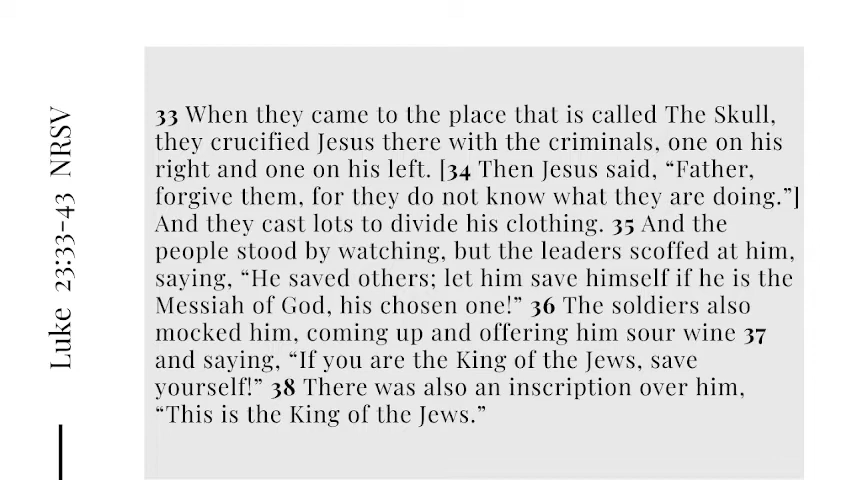 Luke 23:33-43 NRSV
33 When they came to the place that is called The Skull,
they crucified Jesus there with the criminals, one on his
right and one on his left. [34 Then Jesus said, “Father,
forgive them, for they do not know what they are doing.”]
And they cast lots to divide his clothing. 35 And the
people stood by watching, but the leaders scoffed at him,
saying, “He saved others; let him save himself if he is the
Messiah of God, his chosen one!” 36 The soldiers also
mocked him, coming up and offering him sour wine 37
and saying, “If you are the King of the Jews, save
yourself!” 38 There was also an inscription over him,
“This is the King of the Jews.”